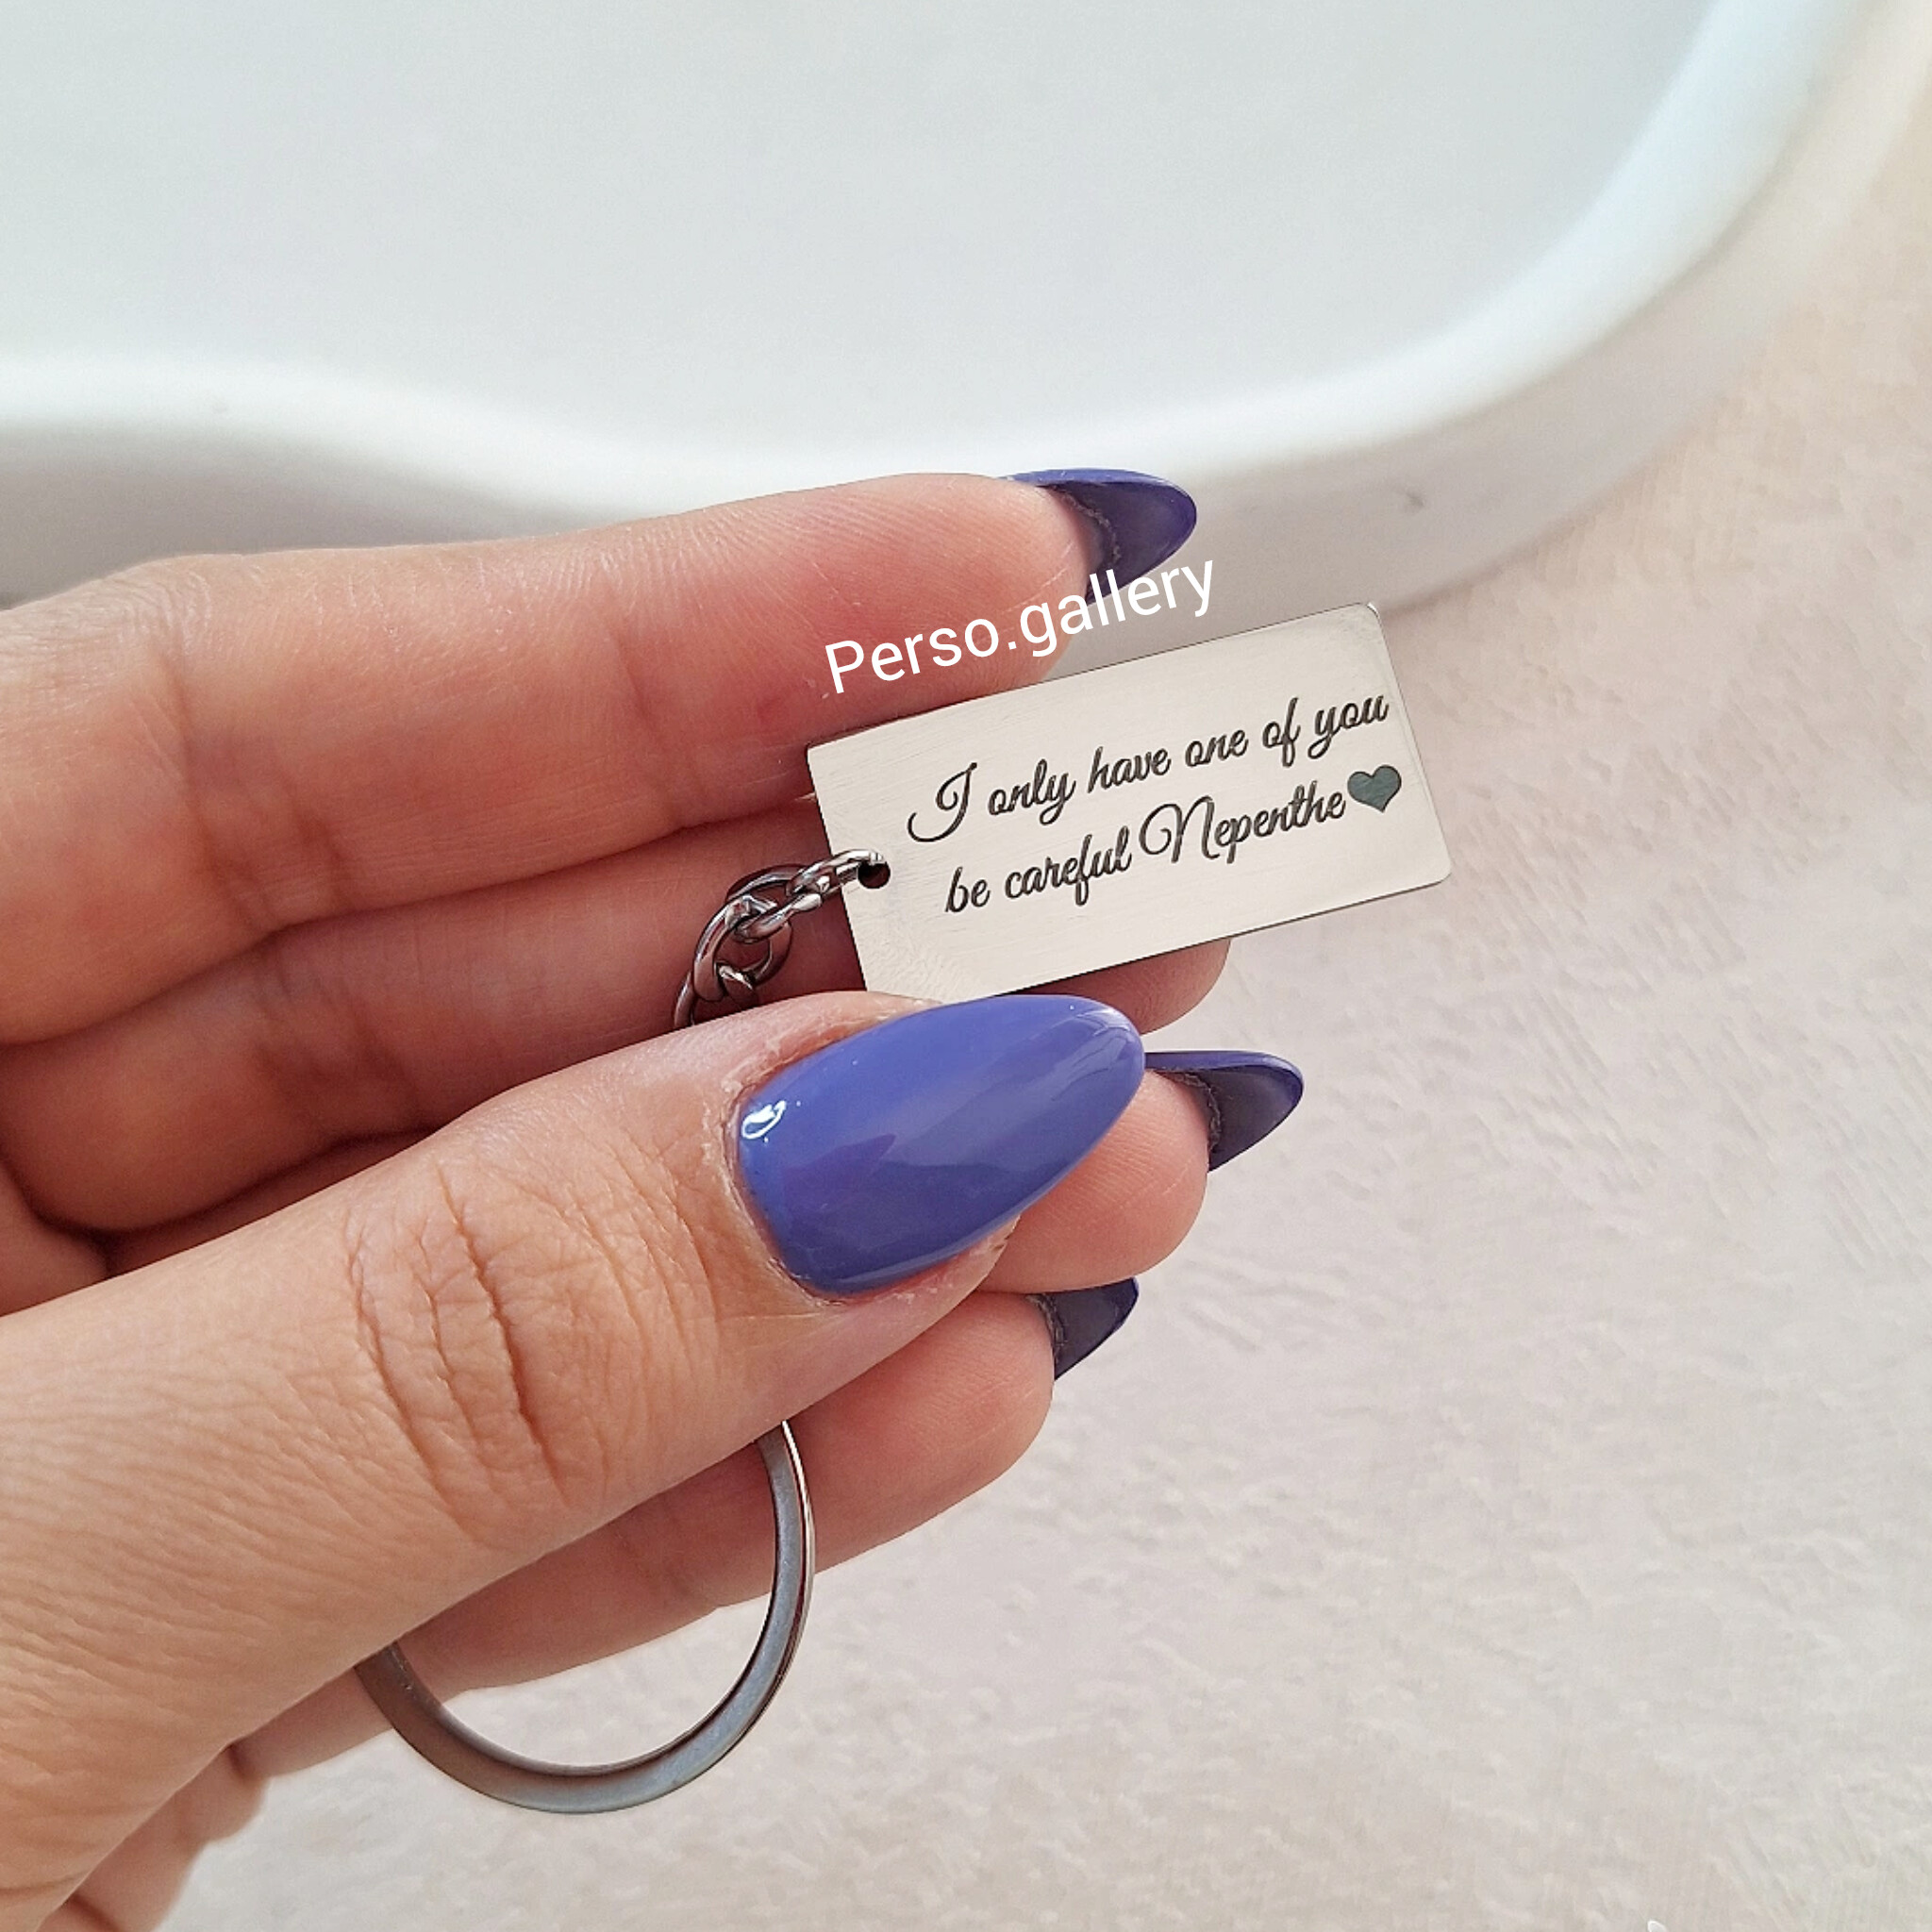 Perso.gallery
I only have one of you
be careful Nepenthe♥